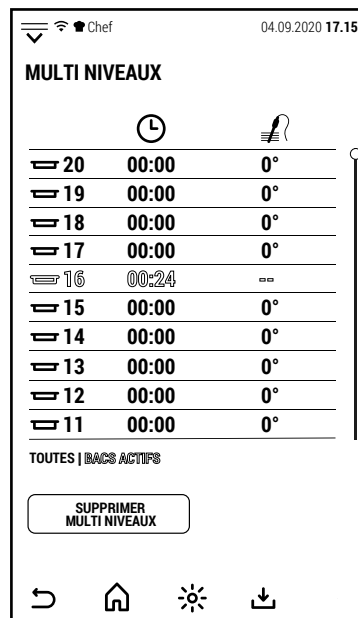 Chef 04.09.2020 17.15
MULTI NIVEAUX
20 00:00 0°
19 00:00 0°
18 00:00 0°
17 00:00 0°
16 00:24 --
15 00:00 0°
14 00:00 0°
13 00:00 0°
12 00:00 0°
11 00:00 0°
TOUTES | BACS ACTIFS
SUPPRIMER
MULTI NIVEAUX